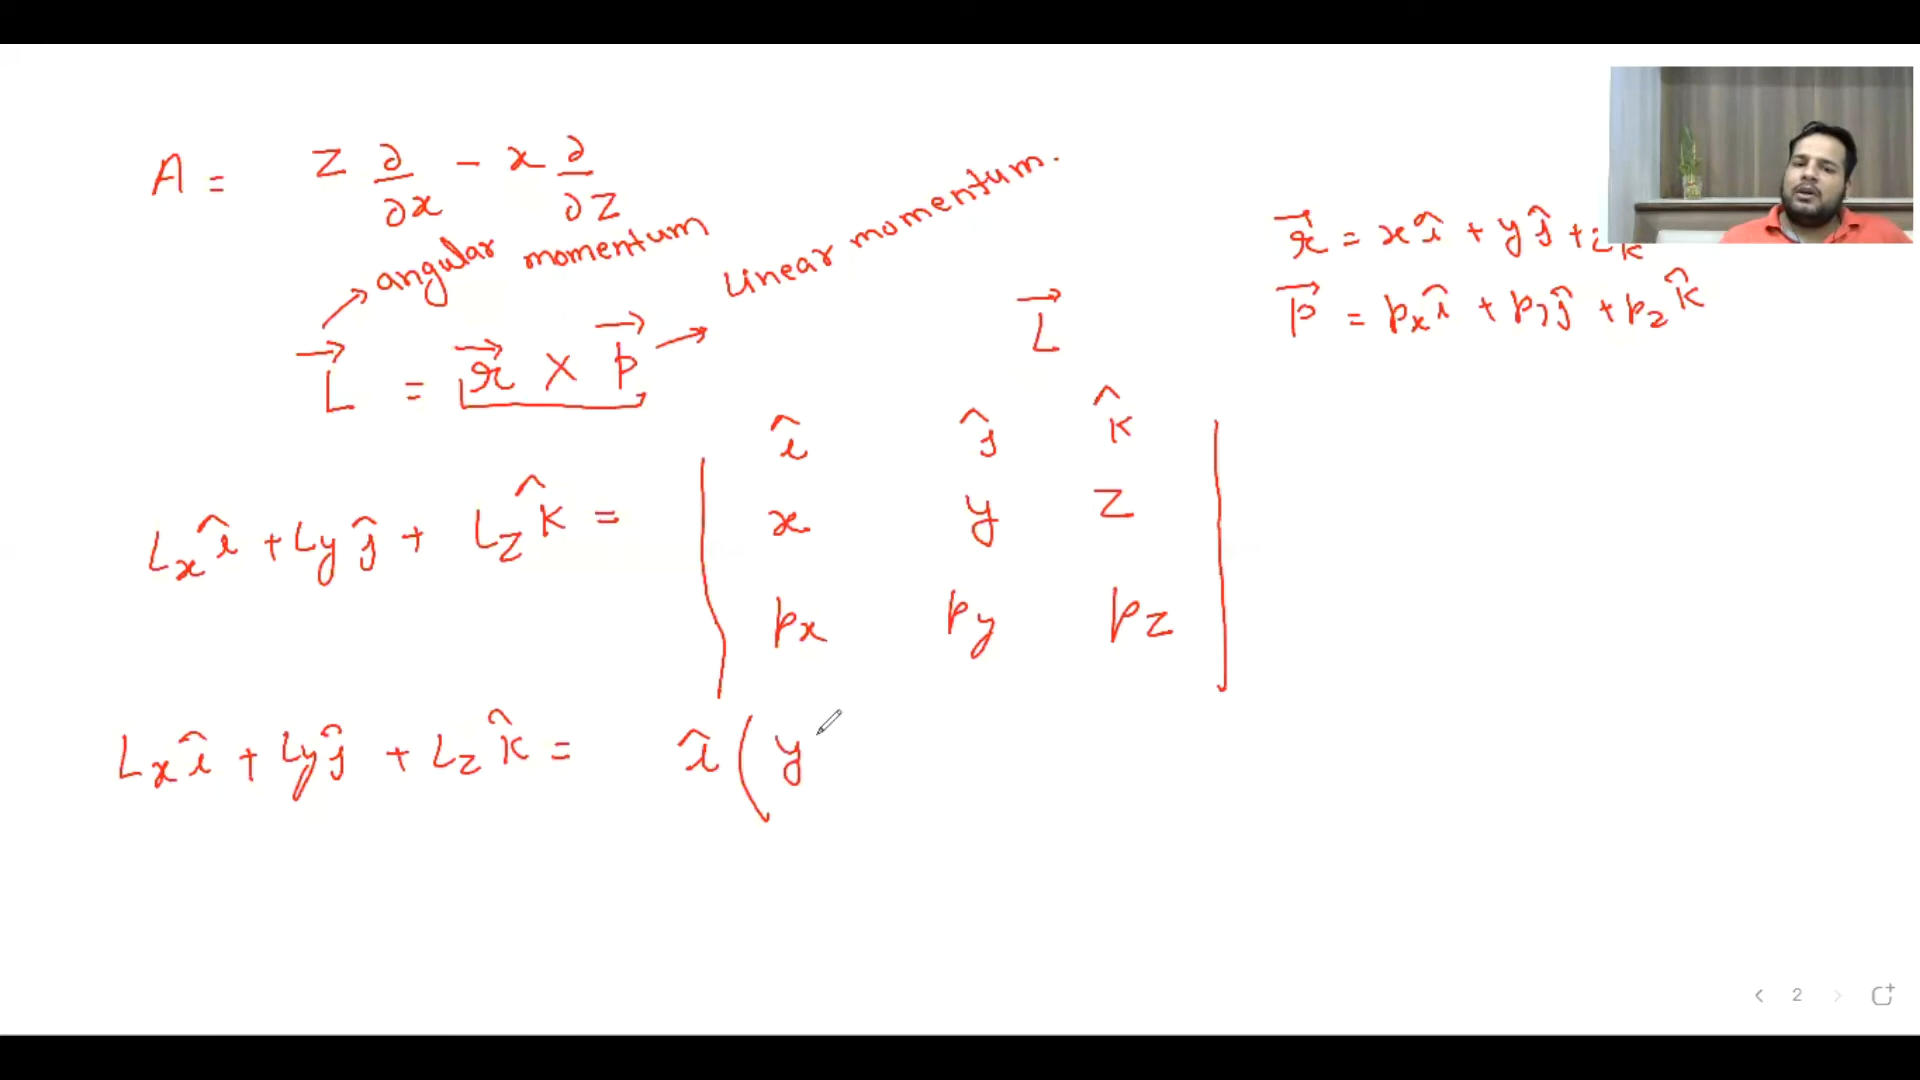 A = z ∂/∂x - x ∂/∂z
angular momentum
Linear momentum.
L⃗ = r⃗ × p⃗
L⃗
r⃗ = xî + yĵ + zk
p⃗ = pxî + pyĵ + pzk̂
î ĵ k̂
Lxî + Lyĵ + Lzk̂ = x y z
px py pz
Lxî + Lyĵ + Lzk̂ = î ( y
2